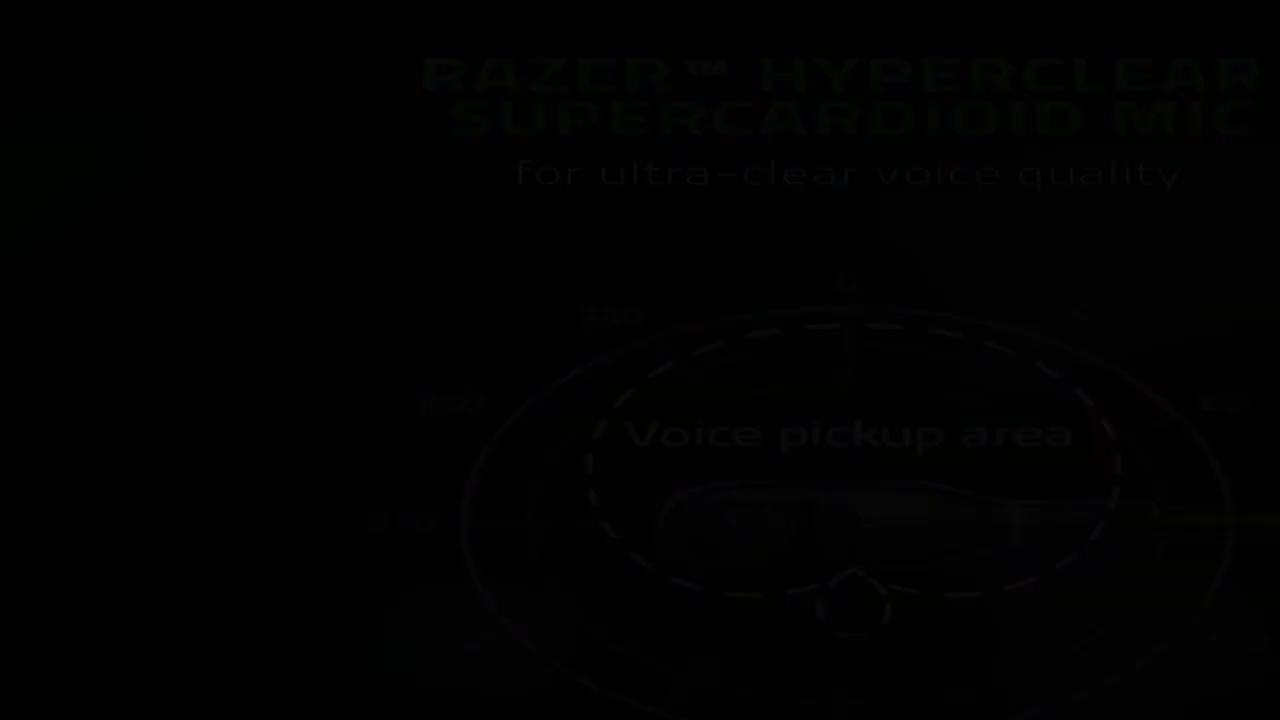 RAZER™ HYPERCLEAR
SUPERCARDIOID MIC
for ultra-clear voice quality
Voice pickup area